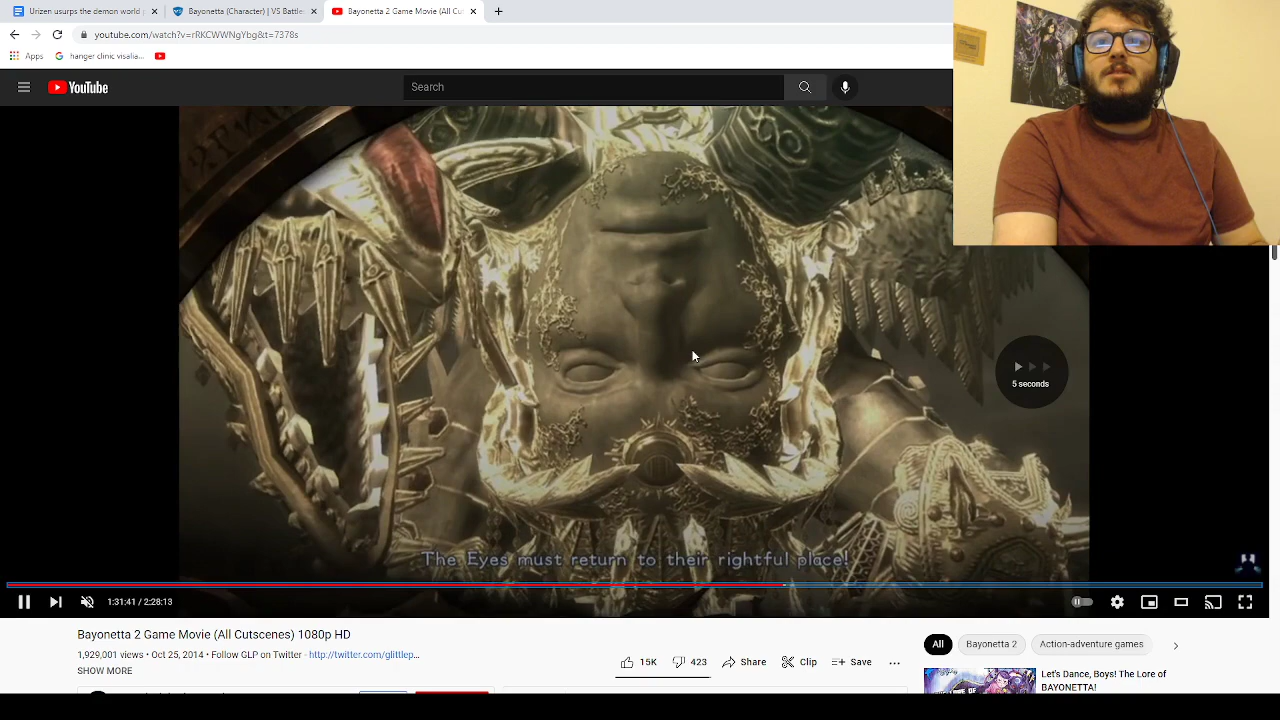 Urizen usurps the demon world
Bayonetta (Character) | VS Battle
Bayonetta 2 Game Movie (All Cut
youtube.com/watch?v=rRKCWWNgYbg&t=7378s
Apps
hanger clinic visalia...
YouTube
Search
5 seconds
The Eyes must return to their rightful place!
1:31:41 / 2:28:13
Bayonetta 2 Game Movie (All Cutscenes) 1080p HD
1,929,001 views • Oct 25, 2014 • Follow GLP on Twitter - http://twitter.com/glittlep...
SHOW MORE
15K
423
Share
Clip
Save
All
Bayonetta 2
Action-adventure games
Let's Dance, Boys! The Lore of
BAYONETTA!